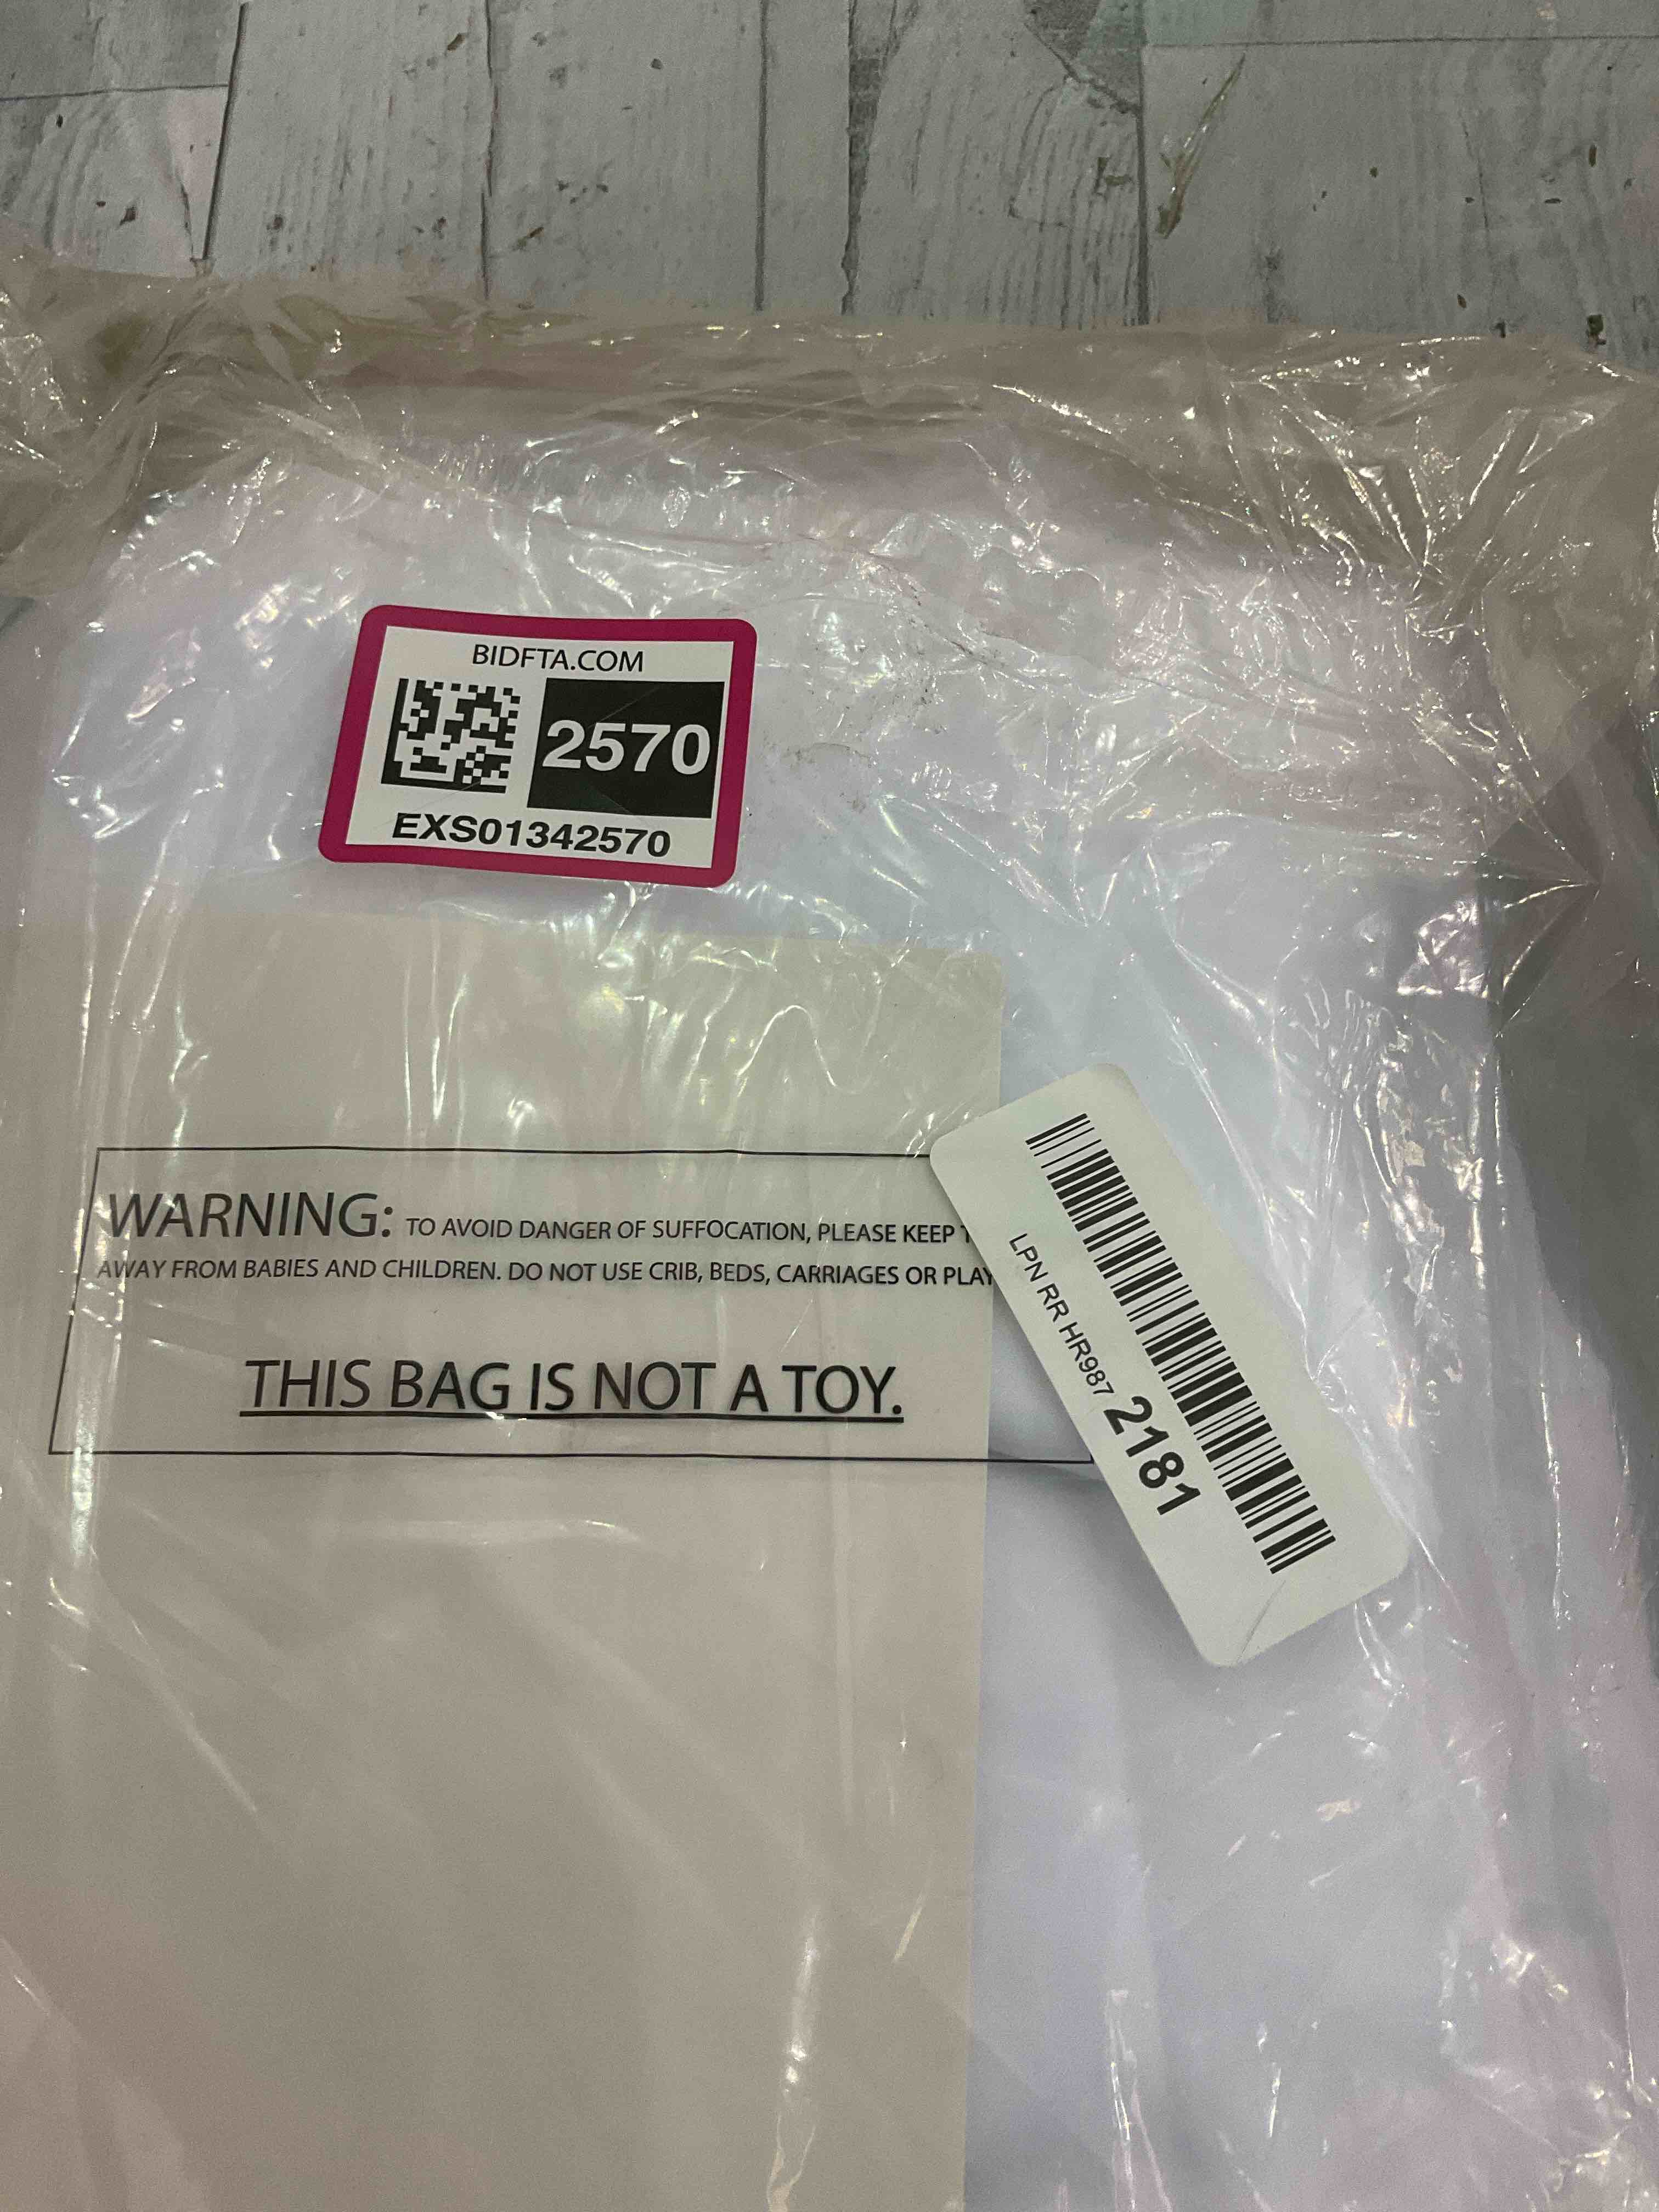 BIDFTA.COM
2570
EXS01342570
WARNING: TO AVOID DANGER OF SUFFOCATION, PLEASE KEEP
AWAY FROM BABIES AND CHILDREN. DO NOT USE CRIB, BEDS, CARRIAGES OR PLAY
THIS BAG IS NOT A TOY.
LPN RR HR987 2181